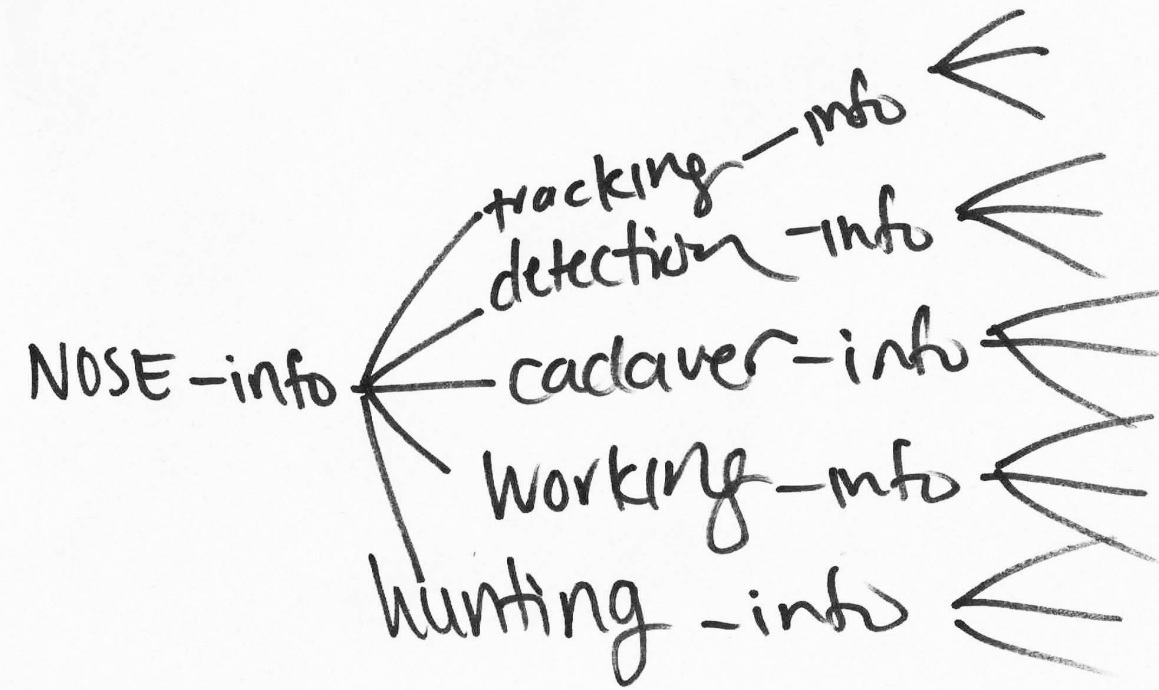 tracking - info
detection - info
NOSE - info
cadaver - info
working - info
hunting - info